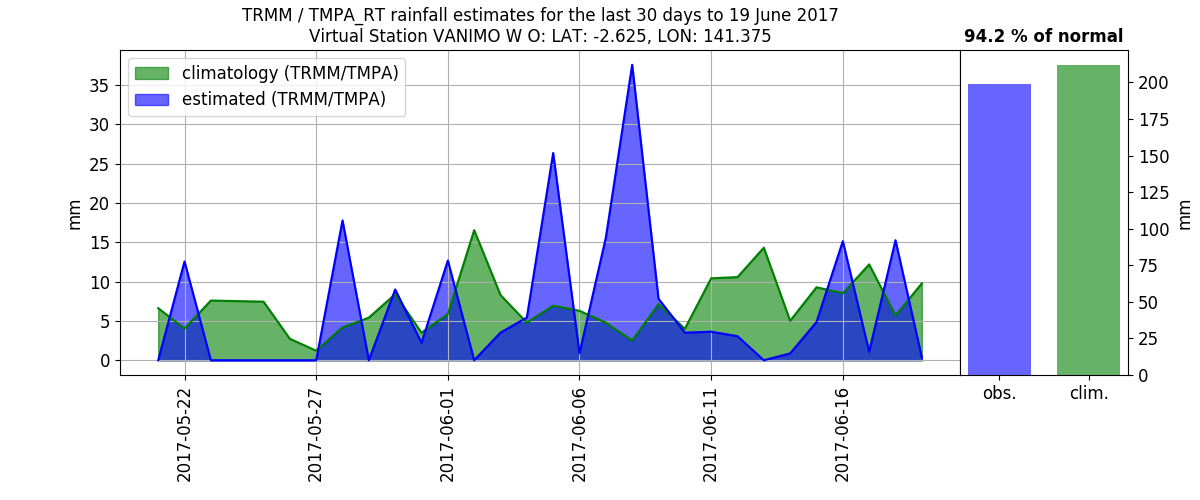 TRMM / TMPA_RT rainfall estimates for the last 30 days to 19 June 2017
Virtual Station VANIMO W O: LAT: -2.625, LON: 141.375
94.2 % of normal
climatology (TRMM/TMPA)
estimated (TRMM/TMPA)
mm
35
30
25
20
15
10
5
0
2017-05-22
2017-05-27
2017-06-01
2017-06-06
2017-06-11
2017-06-16
200
175
150
125
100
75
50
25
0
mm
obs.
clim.